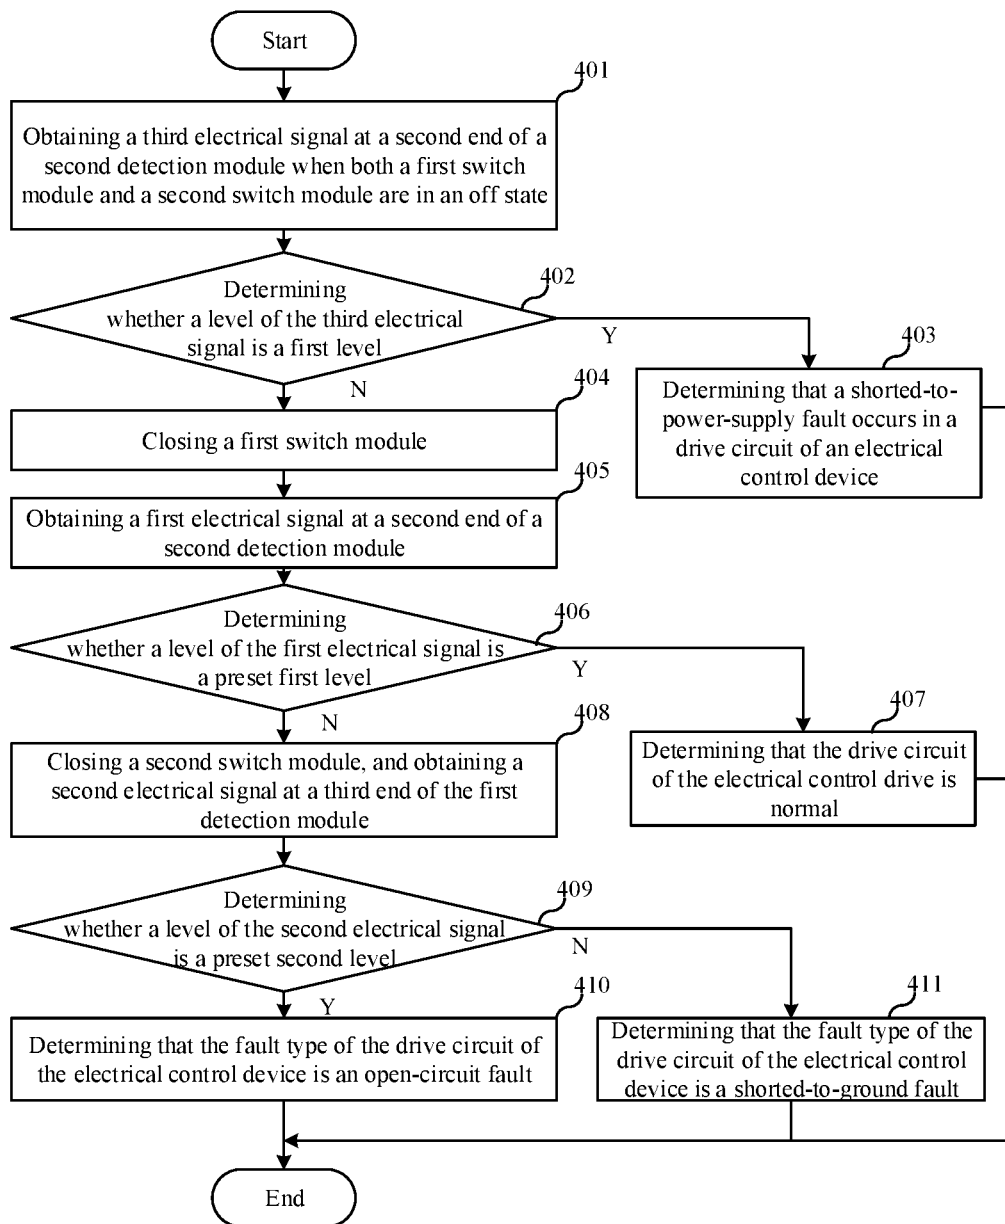 Start
401
Obtaining a third electrical signal at a second end of a
second detection module when both a first switch
module and a second switch module are in an off state
402
Determining
whether a level of the third electrical
signal is a first level
Y
N
403
Determining that a shorted-to-
power-supply fault occurs in a
drive circuit of an electrical
control device
404
Closing a first switch module
405
Obtaining a first electrical signal at a second end of a
second detection module
406
Determining
whether a level of the first electrical signal is
a preset first level
Y
N
407
Determining that the drive circuit
of the electrical control drive is
normal
408
Closing a second switch module, and obtaining a
second electrical signal at a third end of the first
detection module
409
Determining
whether a level of the second electrical signal
is a preset second level
N
Y
410
Determining that the fault type of the drive circuit of
the electrical control device is an open-circuit fault
411
Determining that the fault type of the
drive circuit of the electrical control
device is a shorted-to-ground fault
End